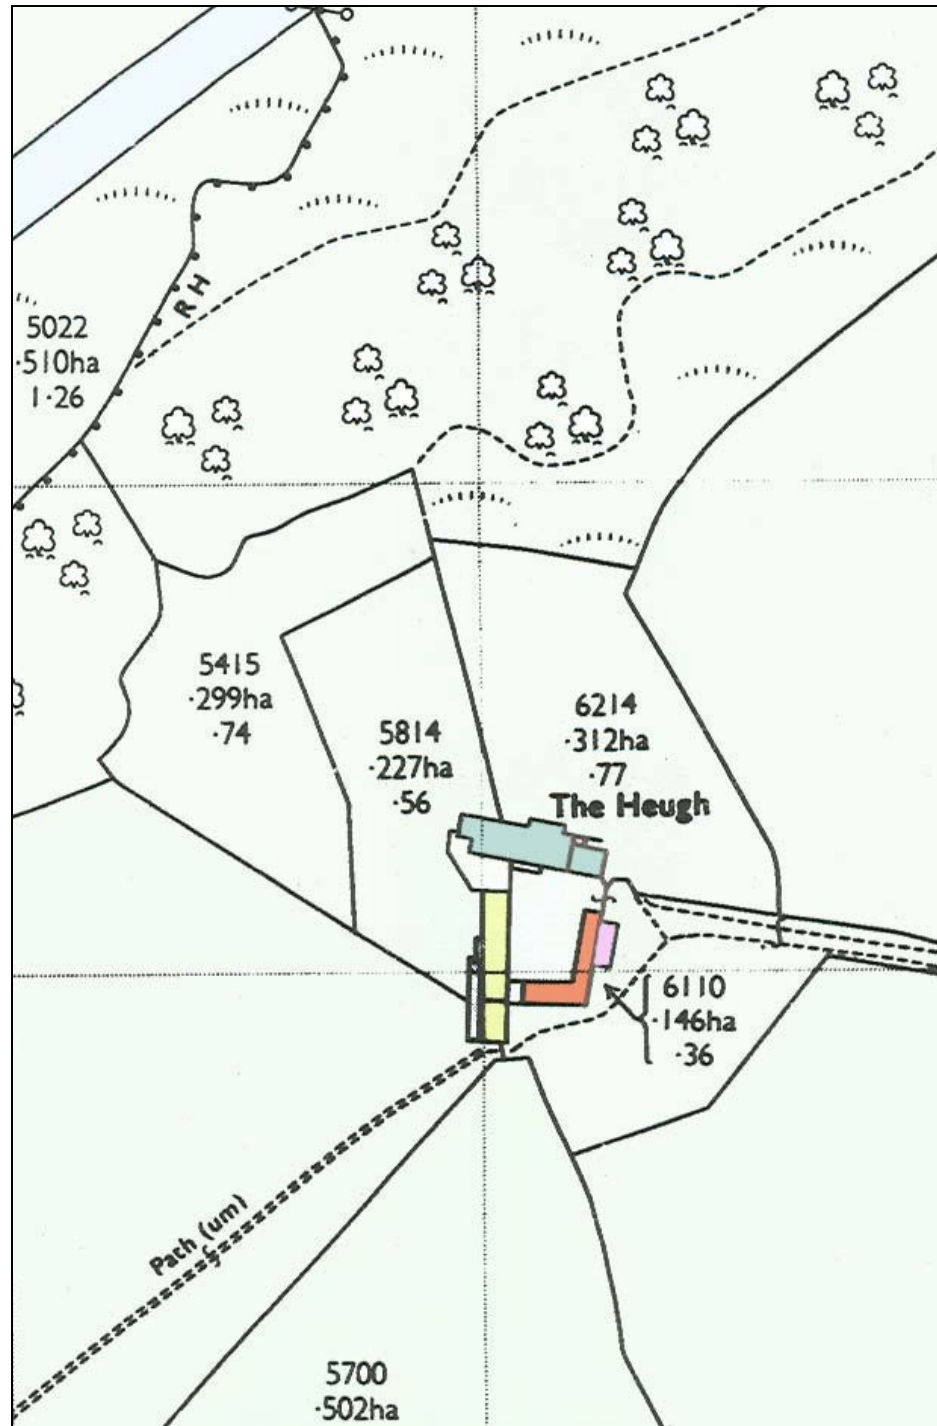 RH
5022
·510ha
1·26
5415
·299ha
·74
5814
·227ha
·56
6214
·312ha
·77
The Heugh
6110
·146ha
·36
Path (um)
5700
·502ha